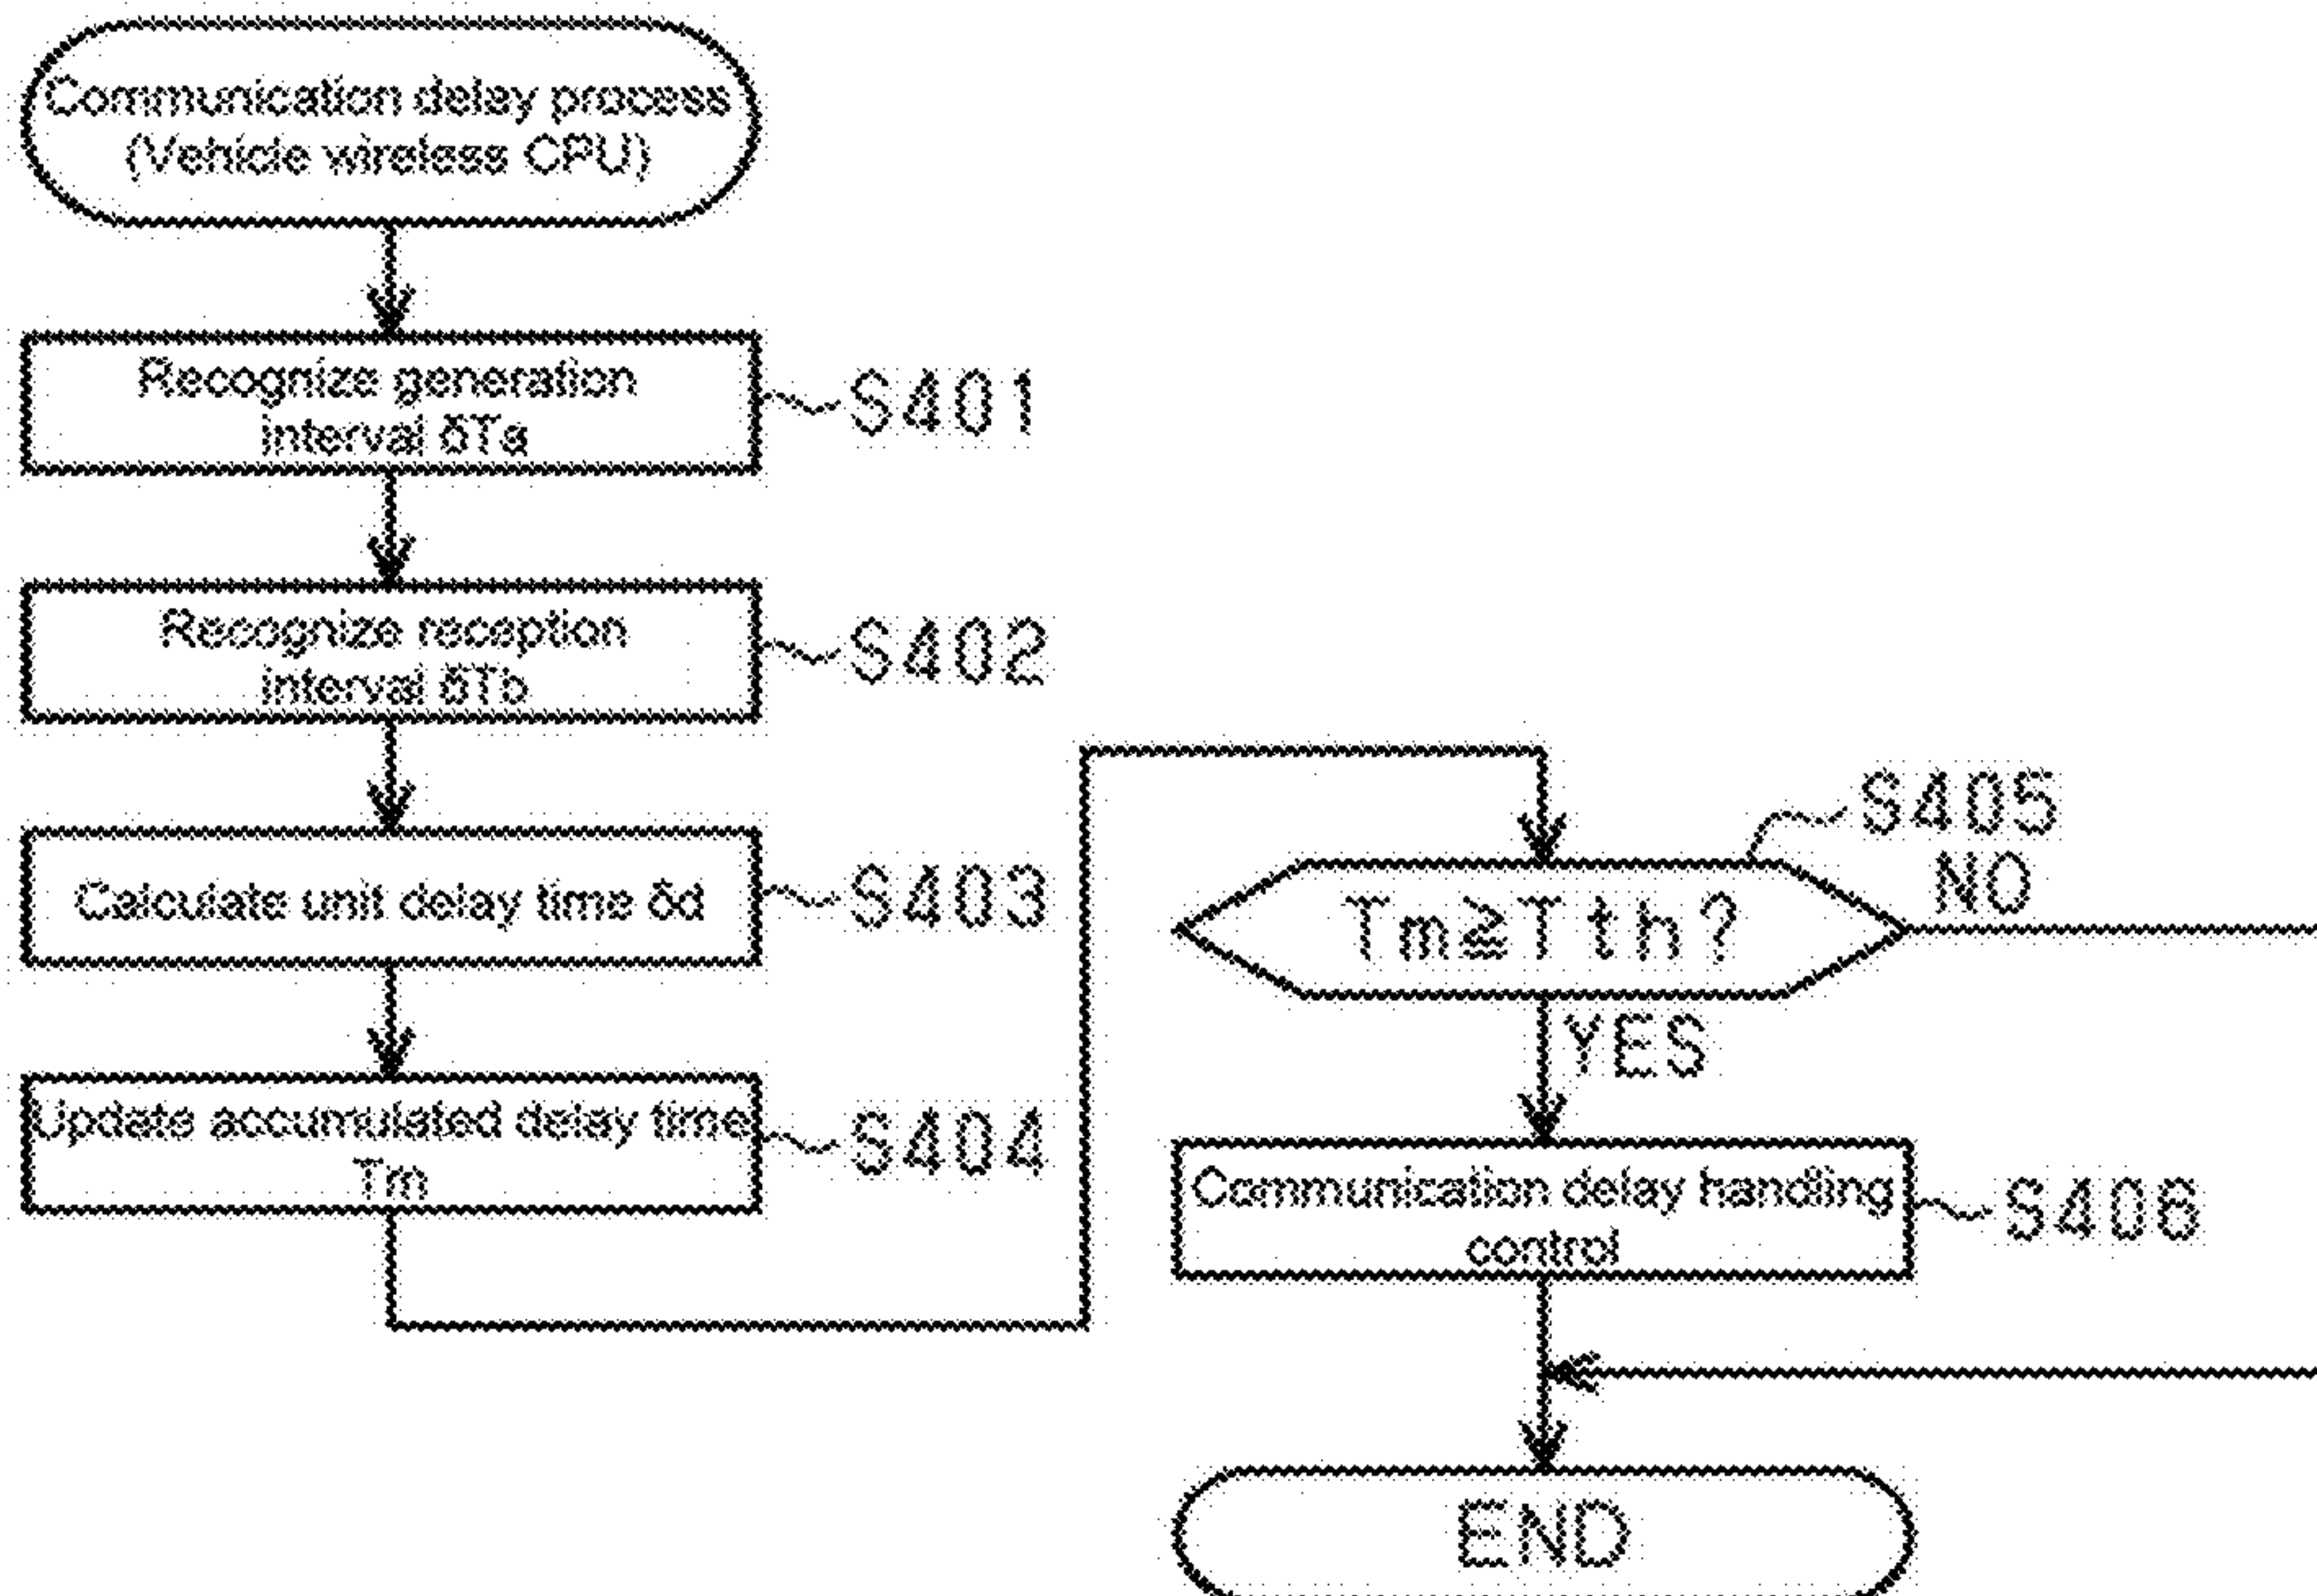 Communication delay process
(Vehicle wireless CPU)
Recognize generation
interval δTa
S401
Recognize reception
interval δTb
S402
Calculate unit delay time δd
S403
Update accumulated delay time
Tm
S404
S405
NO
Tm≧Tth?
YES
Communication delay handling
control
S406
END